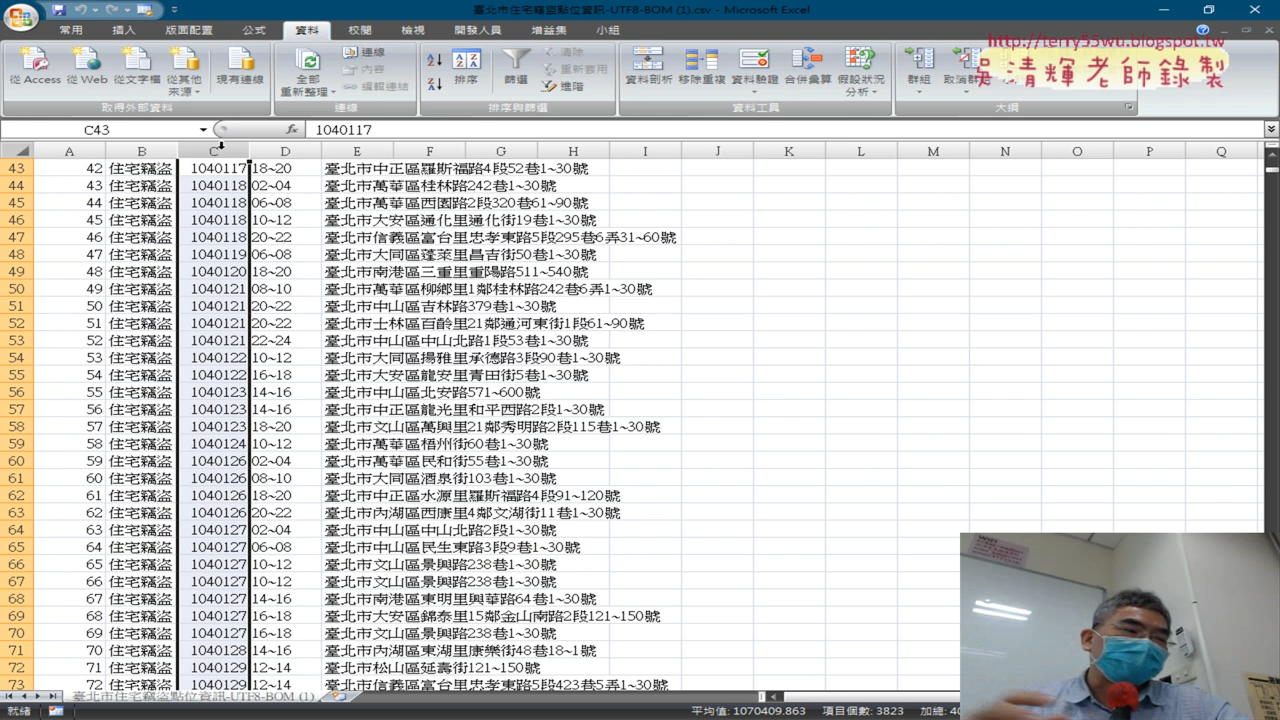 臺北市住宅竊盜點位資訊-UTF8-BOM (1).csv - Microsoft Excel
常用 插入 版面配置 公式 資料 校閱 檢視 開發人員 增益集 小組
http://terry55wu.blogspot.tw
吳清輝老師錄製
從 Access 從 Web 從文字檔 從其他來源 現有連線 全部重新整理 連線 內容 編輯連結 排序 篩選 清除 重新套用 進階 資料剖析 移除重複 資料驗證 合併彙算 假設狀況分析 群組 取消群組
取得外部資料 連線 排序與篩選 資料工具 大綱
C43 fx 1040117
A B C D E F G H I J K L M N O P Q
43 42 住宅竊盜 1040117 18~20 臺北市中正區羅斯福路4段52巷1~30號
44 43 住宅竊盜 1040118 02~04 臺北市萬華區桂林路242巷1~30號
45 44 住宅竊盜 1040118 06~08 臺北市萬華區西園路2段320巷61~90號
46 45 住宅竊盜 1040118 10~12 臺北市大安區通化里通化街19巷1~30號
47 46 住宅竊盜 1040118 20~22 臺北市信義區富台里忠孝東路5段295巷6弄31~60號
48 47 住宅竊盜 1040119 06~08 臺北市大同區蓬萊里昌吉街50巷1~30號
49 48 住宅竊盜 1040120 18~20 臺北市南港區三重里重陽路511~540號
50 49 住宅竊盜 1040121 08~10 臺北市萬華區柳鄉里1鄰桂林路242巷6弄1~30號
51 50 住宅竊盜 1040121 20~22 臺北市中山區吉林路379巷1~30號
52 51 住宅竊盜 1040121 20~22 臺北市士林區百齡里21鄰通河東街1段61~90號
53 52 住宅竊盜 1040121 22~24 臺北市中山區中山北路1段53巷1~30號
54 53 住宅竊盜 1040122 10~12 臺北市大同區揚雅里承德路3段90巷1~30號
55 54 住宅竊盜 1040122 16~18 臺北市大安區龍安里青田街5巷1~30號
56 55 住宅竊盜 1040123 14~16 臺北市中山區北安路571~600號
57 56 住宅竊盜 1040123 14~16 臺北市中正區龍光里和平西路2段1~30號
58 57 住宅竊盜 1040123 18~20 臺北市文山區萬興里21鄰秀明路2段115巷1~30號
59 58 住宅竊盜 1040124 10~12 臺北市萬華區梧州街60巷1~30號
60 59 住宅竊盜 1040126 02~04 臺北市萬華區民和街55巷1~30號
61 60 住宅竊盜 1040126 08~10 臺北市大同區酒泉街103巷1~30號
62 61 住宅竊盜 1040126 18~20 臺北市中正區水源里羅斯福路4段91~120號
63 62 住宅竊盜 1040126 20~22 臺北市內湖區西康里4鄰文湖街11巷1~30號
64 63 住宅竊盜 1040127 02~04 臺北市中山區中山北路2段1~30號
65 64 住宅竊盜 1040127 06~08 臺北市中山區民生東路3段9巷1~30號
66 65 住宅竊盜 1040127 10~12 臺北市文山區景興路238巷1~30號
67 66 住宅竊盜 1040127 10~12 臺北市文山區景興路238巷1~30號
68 67 住宅竊盜 1040127 14~16 臺北市南港區東明里興華路64巷1~30號
69 68 住宅竊盜 1040127 16~18 臺北市大安區錦泰里15鄰金山南路2段121~150號
70 69 住宅竊盜 1040127 16~18 臺北市文山區景興路238巷1~30號
71 70 住宅竊盜 1040128 14~16 臺北市內湖區東湖里康樂街48巷18~1號
72 71 住宅竊盜 1040129 12~14 臺北市松山區延壽街121~150號
73 72 住宅竊盜 1040129 12~14 臺北市信義區富台里忠孝東路5段423巷5弄1~30號
臺北市住宅竊盜點位資訊-UTF8-BOM (1)
就緒 平均值: 1070409.863 項目個數: 3823 加總: 40